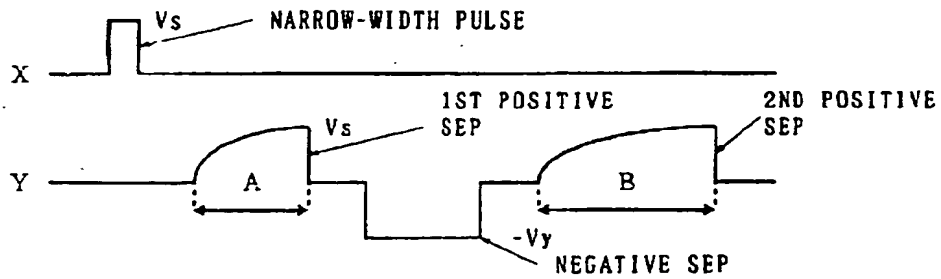 Vs NARROW-WIDTH PULSE
X
1ST POSITIVE
SEP
2ND POSITIVE
SEP
Vs
Y A B
-Vy
NEGATIVE SEP